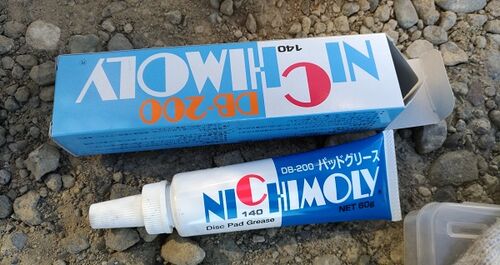 140
NICHIMOLY
DB-200
DB-200 パッドグリース
NICHIMOLY
140
Disc Pad Grease
NET 60g